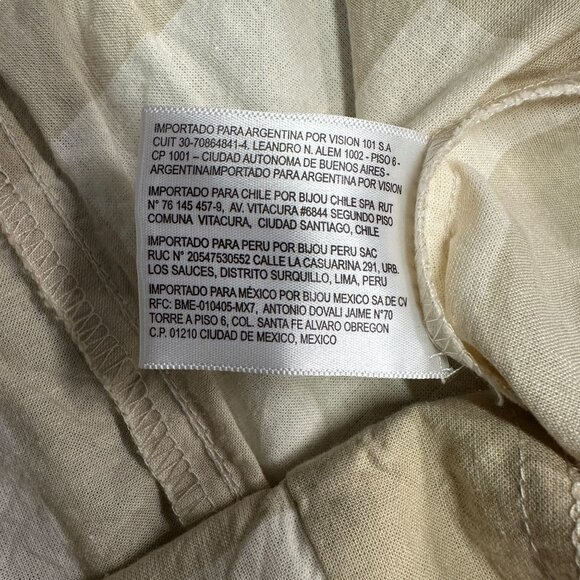 IMPORTADO PARA ARGENTINA POR VISION 101 S.A
CUIT 30-70864841-4. LEANDRO N. ALEM 1002 - PISO 6 -
CP 1001 – CIUDAD AUTONOMA DE BUENOS AIRES -
ARGENTINAIMPORTADO PARA ARGENTINA POR VISION
IMPORTADO PARA CHILE POR BIJOU CHILE SPA RUT
N° 76 145 457-9, AV. VITACURA #6844 SEGUNDO PISO
COMUNA VITACURA, CIUDAD SANTIAGO, CHILE
IMPORTADO PARA PERU POR BIJOU PERU SAC
RUC N° 20547530552 CALLE LA CASUARINA 291, URB.
LOS SAUCES, DISTRITO SURQUILLO, LIMA, PERU
IMPORTADO PARA MÉXICO POR BIJOU MEXICO SA DE CV
RFC: BME-010405-MX7, ANTONIO DOVALI JAIME N°70
TORRE A PISO 6, COL. SANTA FE ALVARO OBREGON
C.P. 01210 CIUDAD DE MEXICO, MEXICO